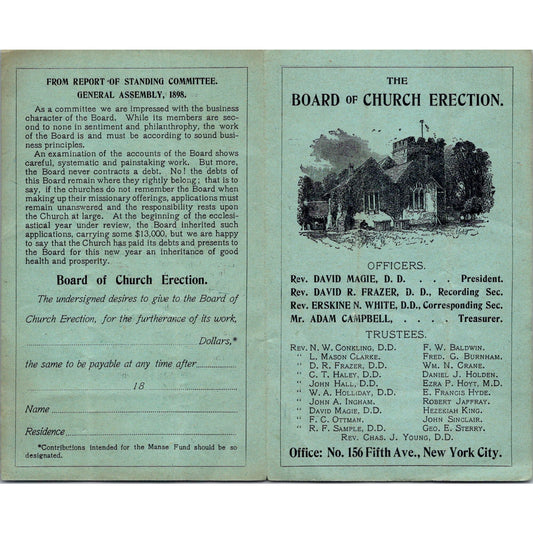 FROM REPORT OF STANDING COMMITTEE.
GENERAL ASSEMBLY, 1898.
As a committee we are impressed with the business
character of the Board. While its members are sec-
ond to none in sentiment and philanthropy, the work
of the Board is and must be according to sound busi-
ness principles.
An examination of the accounts of the Board shows
careful, systematic and painstaking work. But more,
the Board never contracts a debt. No! the debts of
this Board remain where they rightly belong; that is to
say, if the churches do not remember the Board when
making up their missionary offerings, applications must
remain unanswered and the responsibility rests upon
the Church at large. At the beginning of the ecclesi-
astical year under review, the Board inherited such
applications, carrying some $13,000, but we are happy
to say that the Church has paid its debts and presents to
the Board for this new year an inheritance of good
health and prosperity.
Board of Church Erection.
The undersigned desires to give to the Board of
Church Erection, for the furtherance of its work,
Dollars,*
the same to be payable at any time after
18
Name
Residence
*Contributions intended for the Manse Fund should be so
designated.
THE
BOARD OF CHURCH ERECTION.
OFFICERS.
Rev. DAVID MAGIE, D. D. . . . . President.
Rev. DAVID R. FRAZER, D. D., Recording Sec.
Rev. ERSKINE N. WHITE, D.D., Corresponding Sec.
Mr. ADAM CAMPBELL, . . . . . Treasurer.
TRUSTEES.
REV. N. W. CONKLING, D.D. F. W. BALDWIN.
" L. MASON CLARKE. FRED. G. BURNHAM.
" D. R. FRAZER, D.D. WM. N. CRANE.
" C. T. HALEY, D.D. DANIEL J. HOLDEN.
" JOHN HALL, D.D. EZRA P. HOYT, M.D.
" W. A. HOLLIDAY, D.D. E. FRANCIS HYDE.
" JOHN A. INGHAM. ROBERT JAFFRAY.
" DAVID MAGIE, D.D. HEZEKIAH KING.
" F. C. OTTMAN. JOHN SINCLAIR.
" R. F. SAMPLE, D.D. GEO. E. STERRY.
REV. CHAS. J. YOUNG, D.D.
Office: No. 156 Fifth Ave., New York City.